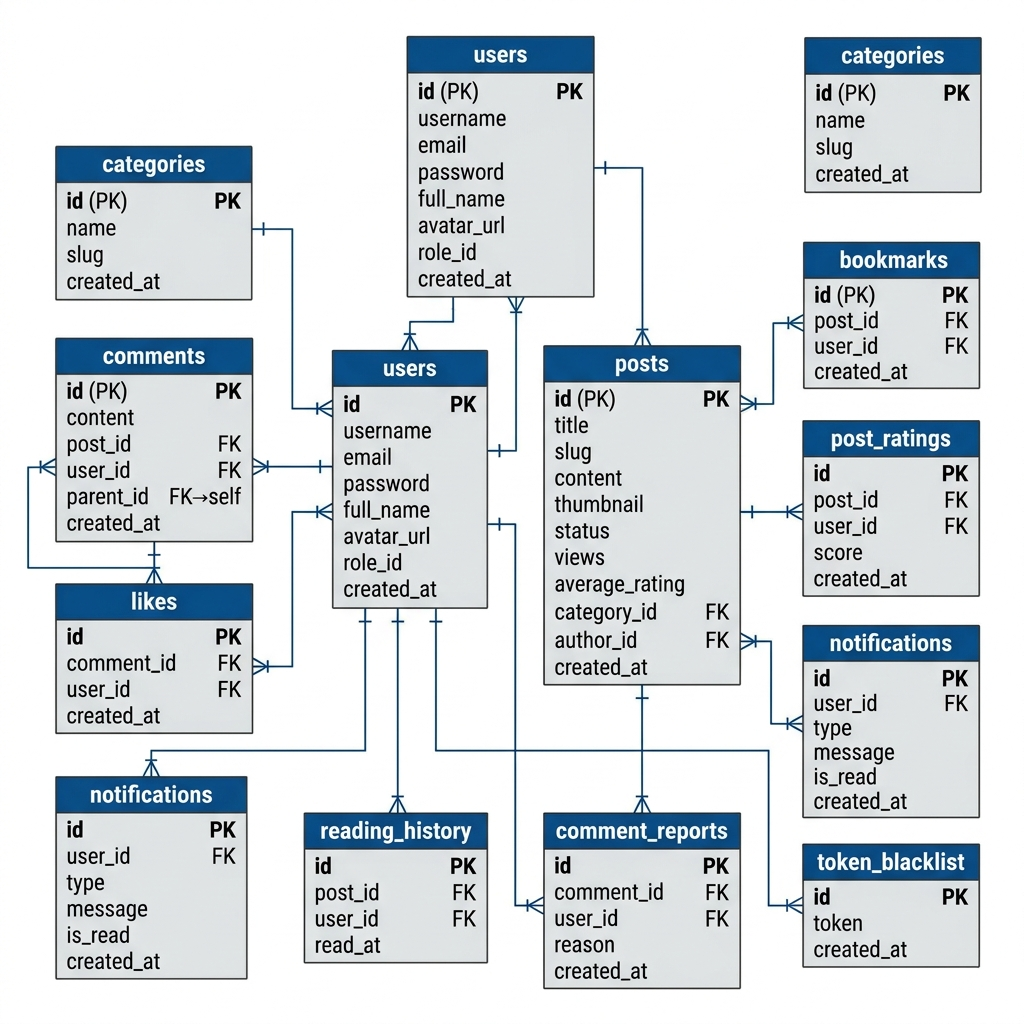 users
id (PK) PK
username
email
password
full_name
avatar_url
role_id
created_at
categories
id (PK) PK
name
slug
created_at
categories
id (PK) PK
name
slug
created_at
bookmarks
id (PK) PK
post_id FK
user_id FK
created_at
comments
id (PK) PK
content
post_id FK
user_id FK
parent_id FK→self
created_at
users
id PK
username
email
password
full_name
avatar_url
role_id
created_at
posts
id (PK) PK
title
slug
content
thumbnail
status
views
average_rating
category_id FK
author_id FK
created_at
post_ratings
id PK
post_id FK
user_id FK
score
created_at
likes
id PK
comment_id FK
user_id FK
created_at
notifications
id PK
user_id FK
type
message
is_read
created_at
notifications
id PK
user_id FK
type
message
is_read
created_at
reading_history
id PK
post_id FK
user_id FK
read_at
comment_reports
id PK
comment_id FK
user_id FK
reason
created_at
token_blacklist
id PK
token
created_at